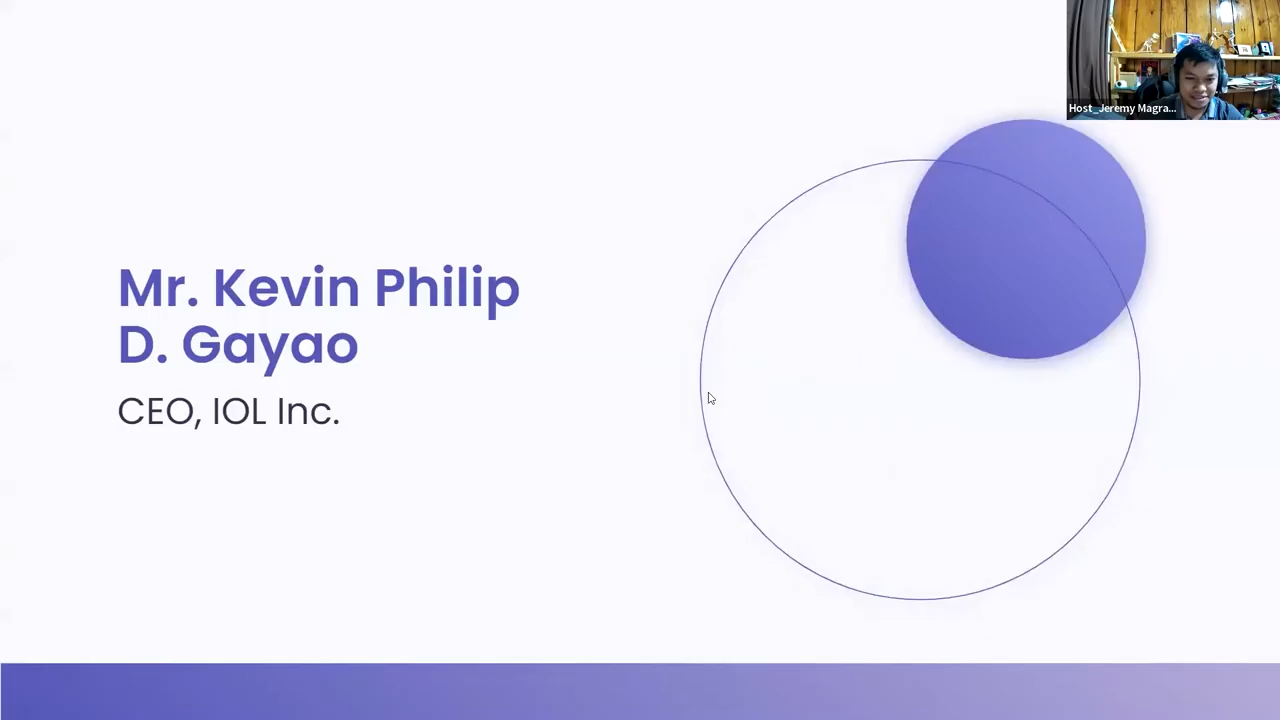 Host_Jeremy Magra...
Mr. Kevin Philip
D. Gayao
CEO, IOL Inc.